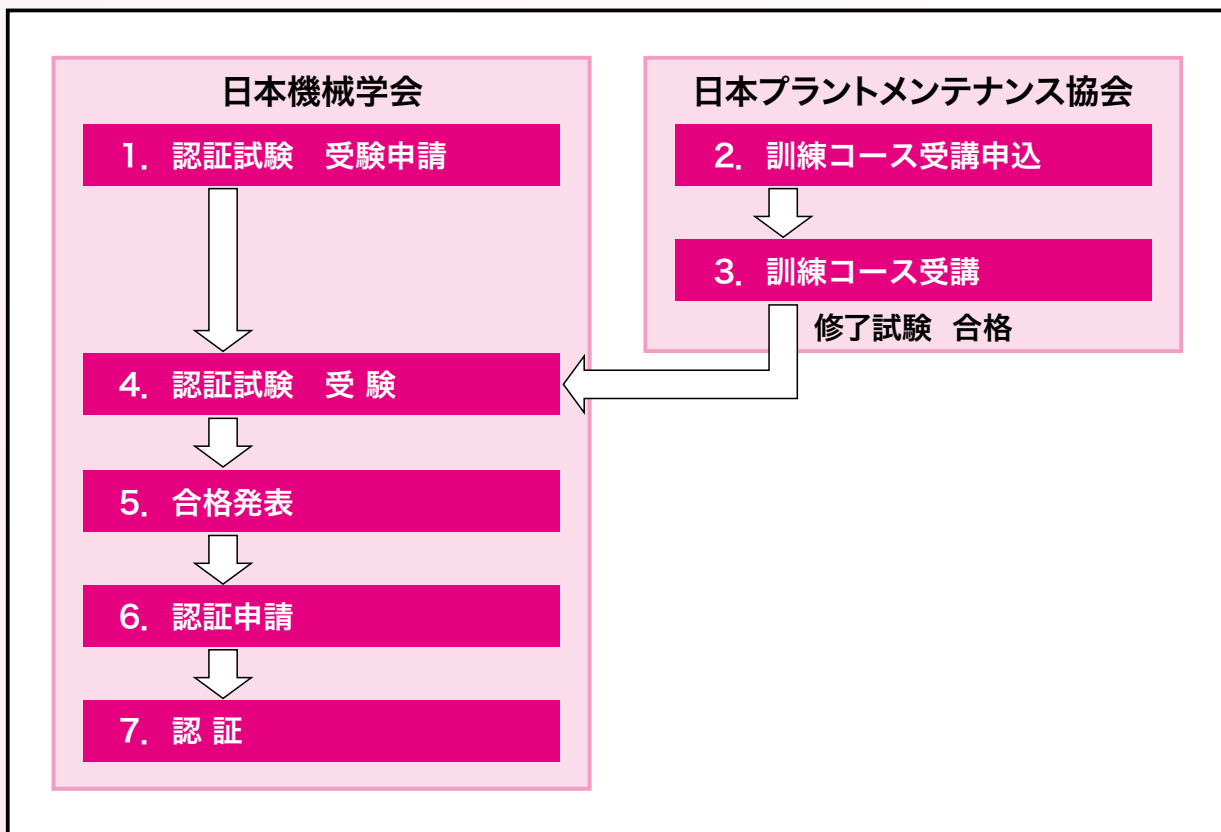 日本機械学会
1. 認証試験　受験申請
日本プラントメンテナンス協会
2. 訓練コース受講申込
3. 訓練コース受講
修了試験 合格
4. 認証試験　受 験
5. 合格発表
6. 認証申請
7. 認 証